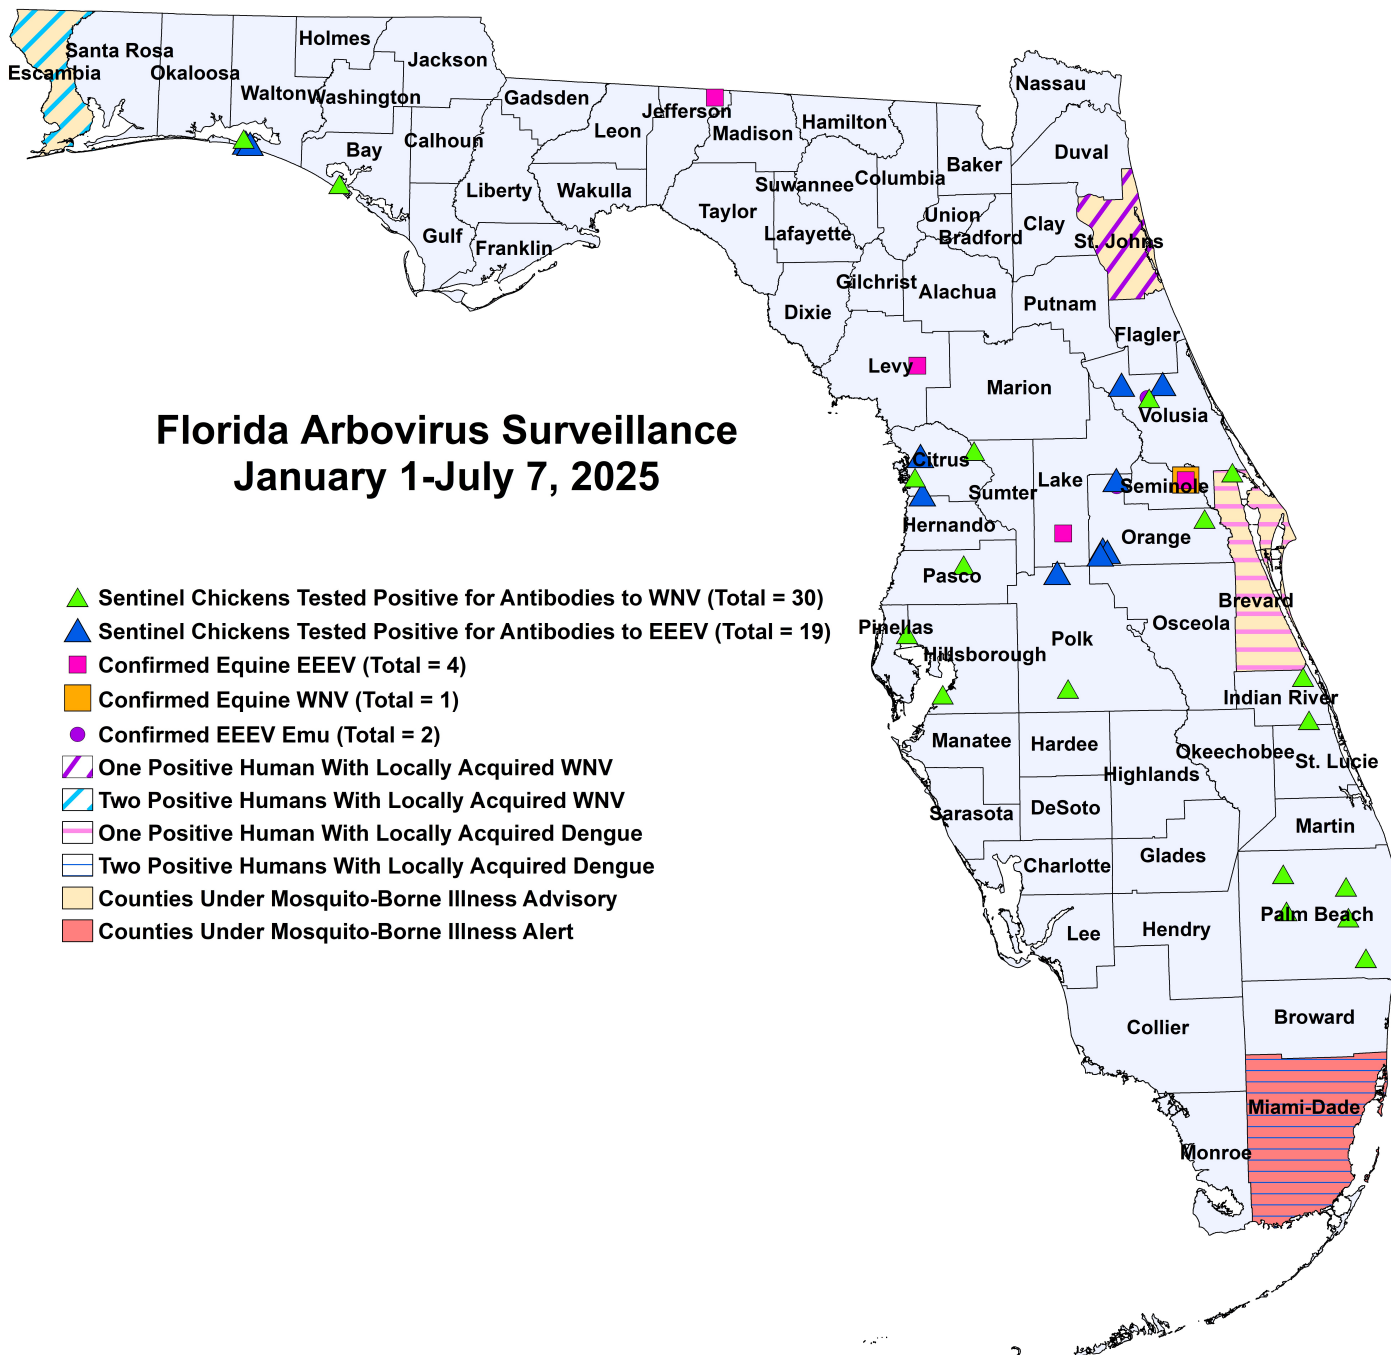 Holmes
Jackson
Santa Rosa
Escambia
Okaloosa
Walton
Washington
Gadsden
Jefferson
Leon
Madison
Hamilton
Nassau
Calhoun
Bay
Duval
Baker
Columbia
Suwannee
Liberty
Wakulla
Taylor
Union
Clay
Lafayette
Bradford
St. Johns
Gulf
Franklin
Gilchrist
Alachua
Putnam
Dixie
Flagler
Levy
Marion
Volusia
Florida Arbovirus Surveillance
January 1-July 7, 2025
Citrus
Lake
Seminole
Sumter
Hernando
Orange
Pasco
Brevard
Sentinel Chickens Tested Positive for Antibodies to WNV (Total = 30)
Sentinel Chickens Tested Positive for Antibodies to EEEV (Total = 19)
Confirmed Equine EEEV (Total = 4)
Confirmed Equine WNV (Total = 1)
Confirmed EEEV Emu (Total = 2)
One Positive Human With Locally Acquired WNV
Two Positive Humans With Locally Acquired WNV
One Positive Human With Locally Acquired Dengue
Two Positive Humans With Locally Acquired Dengue
Counties Under Mosquito-Borne Illness Advisory
Counties Under Mosquito-Borne Illness Alert
Pinellas
Osceola
Polk
Hillsborough
Indian River
Manatee
Hardee
Okeechobee
St. Lucie
Highlands
Sarasota
DeSoto
Martin
Charlotte
Glades
Palm Beach
Lee
Hendry
Broward
Collier
Miami-Dade
Monroe